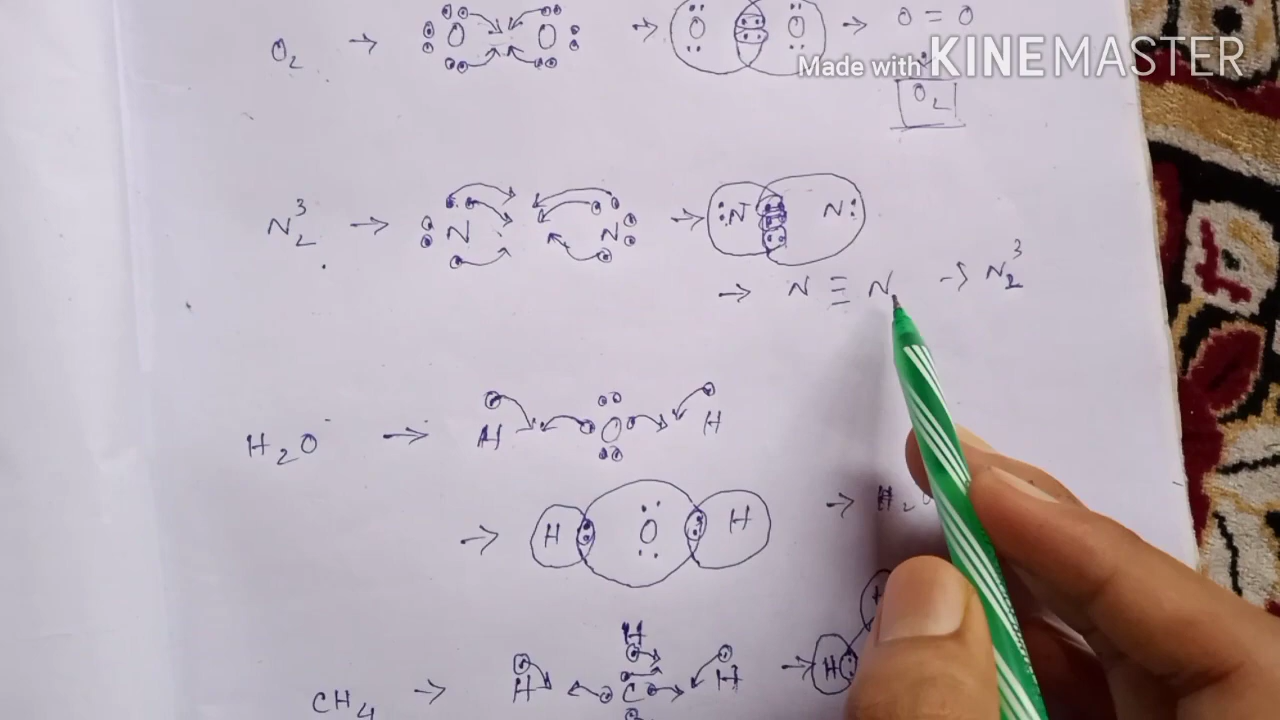 O₂ → O O → O O → O = O
Made with KINEMASTER
O₂
N₂³ → N N → N N
→ N ≡ N → N₂³
H₂O → H O H
→ H O H → H₂O
H
CH₄ → H C H → H